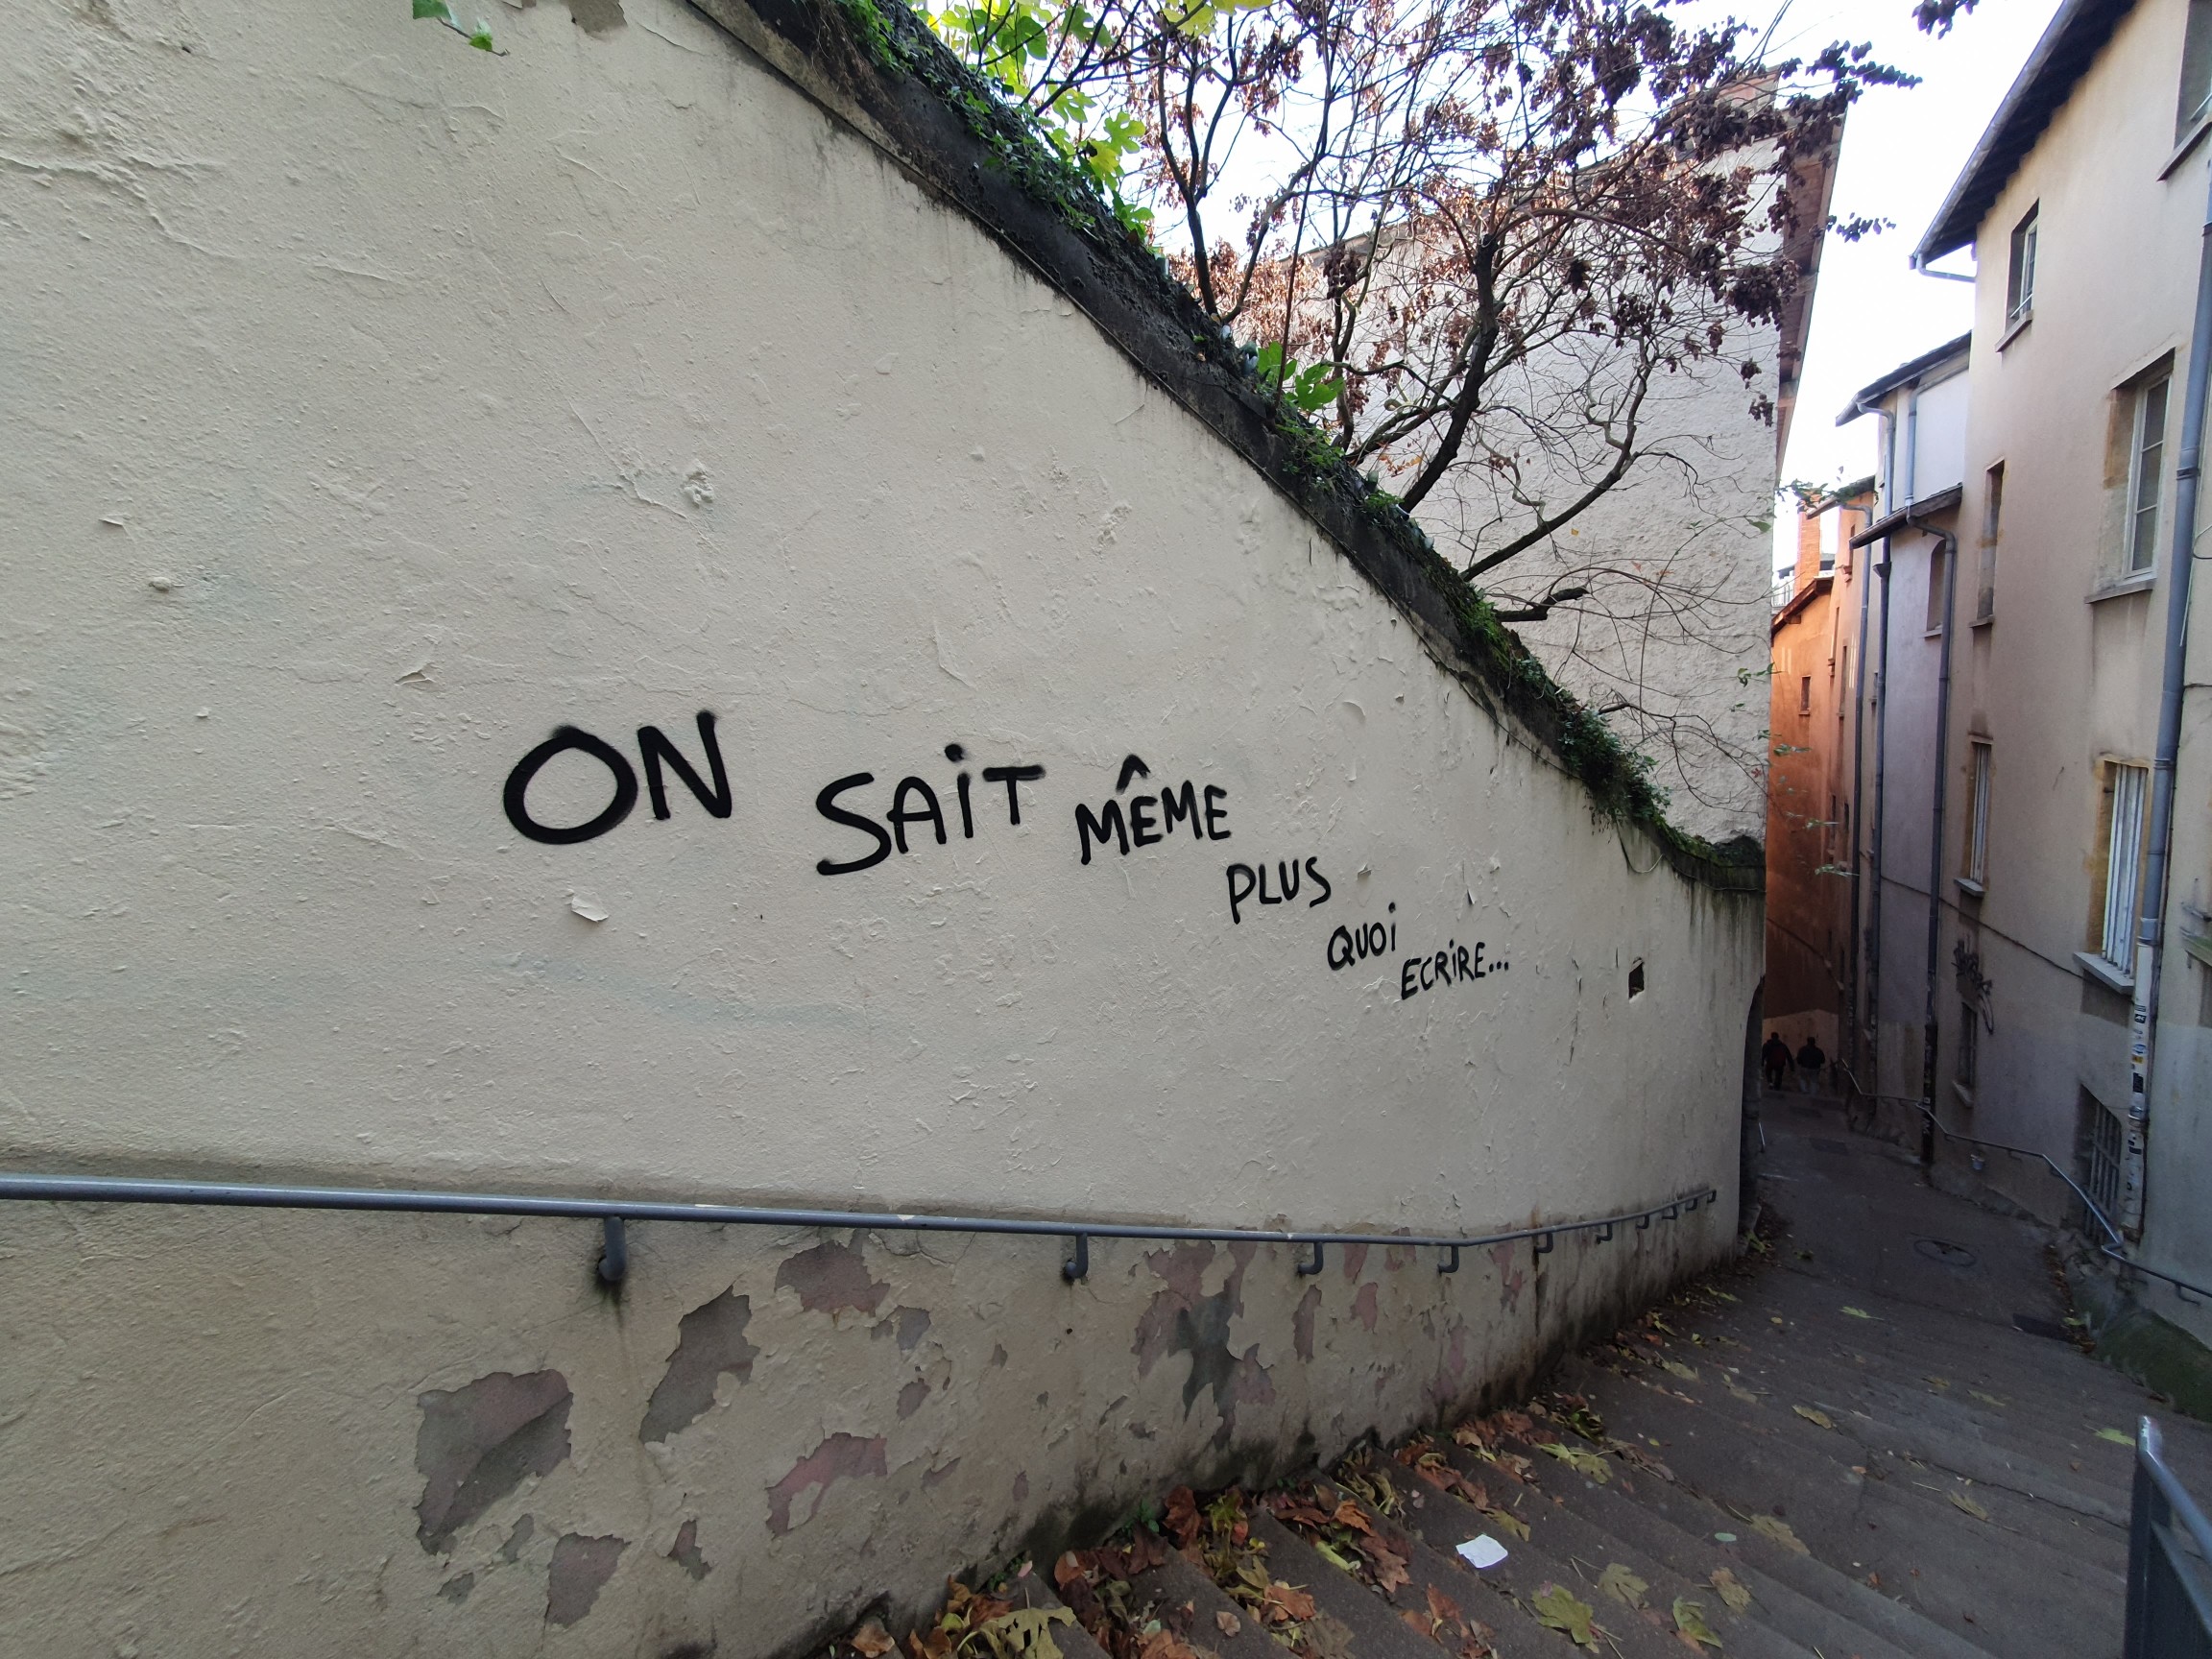 ON SAiT MÊME
PLUS
QUOi
ECRiRE...